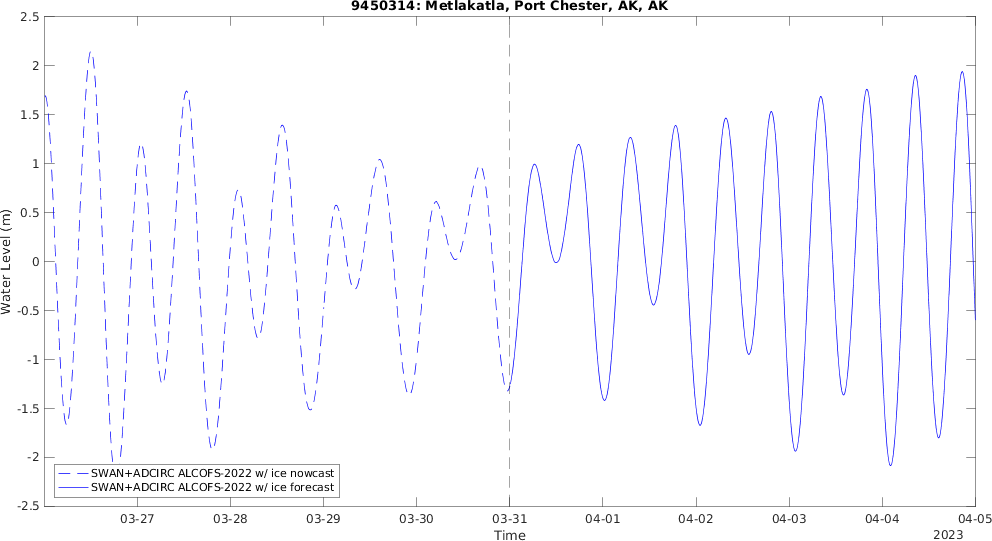 9450314: Metlakatla, Port Chester, AK, AK
2.5
2
1.5
1
0.5
0
-0.5
-1
-1.5
-2
-2.5
Water Level (m)
SWAN+ADCIRC ALCOFS-2022 w/ ice nowcast
SWAN+ADCIRC ALCOFS-2022 w/ ice forecast
03-27 03-28 03-29 03-30 03-31 04-01 04-02 04-03 04-04 04-05
Time
2023